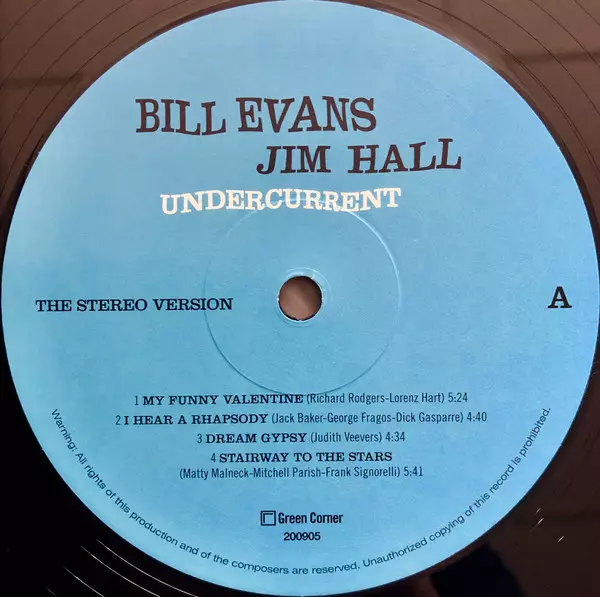 BILL EVANS
JIM HALL
UNDERCURRENT
THE STEREO VERSION
A
1 MY FUNNY VALENTINE (Richard Rodgers-Lorenz Hart) 5:24
2 I HEAR A RHAPSODY (Jack Baker-George Fragos-Dick Gasparre) 4:40
3 DREAM GYPSY (Judith Veevers) 4:34
4 STAIRWAY TO THE STARS
(Matty Malneck-Mitchell Parish-Frank Signorelli) 5:41
Green Corner
200905
Warning: All rights of this production and of the composers are reserved. Unauthorized copying of this record is prohibited.